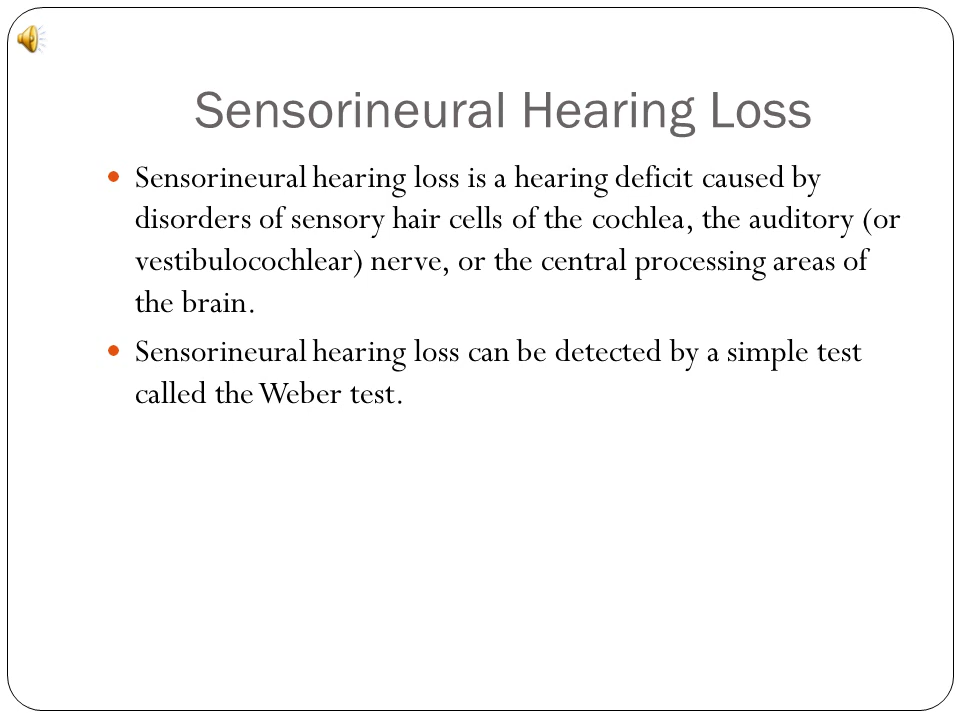 Sensorineural Hearing Loss
Sensorineural hearing loss is a hearing deficit caused by
disorders of sensory hair cells of the cochlea, the auditory (or
vestibulocochlear) nerve, or the central processing areas of
the brain.
Sensorineural hearing loss can be detected by a simple test
called the Weber test.